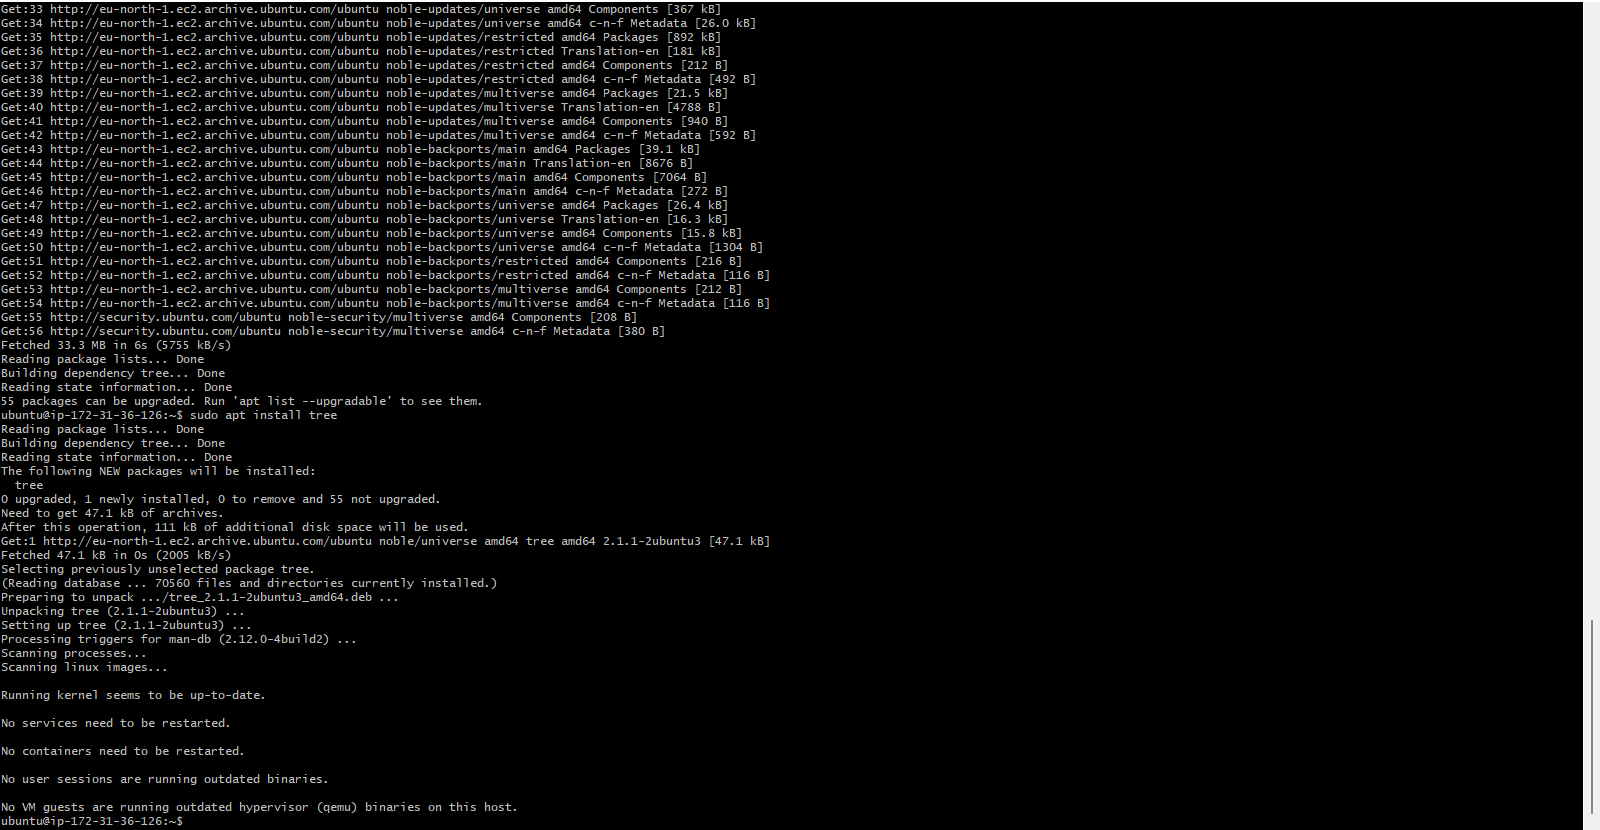 Get:33 http://eu-north-1.ec2.archive.ubuntu.com/ubuntu noble-updates/universe amd64 Components [367 kB]
Get:34 http://eu-north-1.ec2.archive.ubuntu.com/ubuntu noble-updates/universe amd64 c-n-f Metadata [26.0 kB]
Get:35 http://eu-north-1.ec2.archive.ubuntu.com/ubuntu noble-updates/restricted amd64 Packages [892 kB]
Get:36 http://eu-north-1.ec2.archive.ubuntu.com/ubuntu noble-updates/restricted Translation-en [181 kB]
Get:37 http://eu-north-1.ec2.archive.ubuntu.com/ubuntu noble-updates/restricted amd64 Components [212 B]
Get:38 http://eu-north-1.ec2.archive.ubuntu.com/ubuntu noble-updates/restricted amd64 c-n-f Metadata [492 B]
Get:39 http://eu-north-1.ec2.archive.ubuntu.com/ubuntu noble-updates/multiverse amd64 Packages [21.5 kB]
Get:40 http://eu-north-1.ec2.archive.ubuntu.com/ubuntu noble-updates/multiverse Translation-en [4788 B]
Get:41 http://eu-north-1.ec2.archive.ubuntu.com/ubuntu noble-updates/multiverse amd64 Components [940 B]
Get:42 http://eu-north-1.ec2.archive.ubuntu.com/ubuntu noble-updates/multiverse amd64 c-n-f Metadata [592 B]
Get:43 http://eu-north-1.ec2.archive.ubuntu.com/ubuntu noble-backports/main amd64 Packages [39.1 kB]
Get:44 http://eu-north-1.ec2.archive.ubuntu.com/ubuntu noble-backports/main Translation-en [8676 B]
Get:45 http://eu-north-1.ec2.archive.ubuntu.com/ubuntu noble-backports/main amd64 Components [7064 B]
Get:46 http://eu-north-1.ec2.archive.ubuntu.com/ubuntu noble-backports/main amd64 c-n-f Metadata [272 B]
Get:47 http://eu-north-1.ec2.archive.ubuntu.com/ubuntu noble-backports/universe amd64 Packages [26.4 kB]
Get:48 http://eu-north-1.ec2.archive.ubuntu.com/ubuntu noble-backports/universe Translation-en [16.3 kB]
Get:49 http://eu-north-1.ec2.archive.ubuntu.com/ubuntu noble-backports/universe amd64 Components [15.8 kB]
Get:50 http://eu-north-1.ec2.archive.ubuntu.com/ubuntu noble-backports/universe amd64 c-n-f Metadata [1304 B]
Get:51 http://eu-north-1.ec2.archive.ubuntu.com/ubuntu noble-backports/restricted amd64 Components [216 B]
Get:52 http://eu-north-1.ec2.archive.ubuntu.com/ubuntu noble-backports/restricted amd64 c-n-f Metadata [116 B]
Get:53 http://eu-north-1.ec2.archive.ubuntu.com/ubuntu noble-backports/multiverse amd64 Components [212 B]
Get:54 http://eu-north-1.ec2.archive.ubuntu.com/ubuntu noble-backports/multiverse amd64 c-n-f Metadata [116 B]
Get:55 http://security.ubuntu.com/ubuntu noble-security/multiverse amd64 Components [208 B]
Get:56 http://security.ubuntu.com/ubuntu noble-security/multiverse amd64 c-n-f Metadata [380 B]
Fetched 33.3 MB in 6s (5755 kB/s)
Reading package lists... Done
Building dependency tree... Done
Reading state information... Done
55 packages can be upgraded. Run 'apt list --upgradable' to see them.
ubuntu@ip-172-31-36-126:~$ sudo apt install tree
Reading package lists... Done
Building dependency tree... Done
Reading state information... Done
The following NEW packages will be installed:
  tree
0 upgraded, 1 newly installed, 0 to remove and 55 not upgraded.
Need to get 47.1 kB of archives.
After this operation, 111 kB of additional disk space will be used.
Get:1 http://eu-north-1.ec2.archive.ubuntu.com/ubuntu noble/universe amd64 tree amd64 2.1.1-2ubuntu3 [47.1 kB]
Fetched 47.1 kB in 0s (2005 kB/s)
Selecting previously unselected package tree.
(Reading database ... 70560 files and directories currently installed.)
Preparing to unpack .../tree_2.1.1-2ubuntu3_amd64.deb ...
Unpacking tree (2.1.1-2ubuntu3) ...
Setting up tree (2.1.1-2ubuntu3) ...
Processing triggers for man-db (2.12.0-4build2) ...
Scanning processes...
Scanning linux images...
Running kernel seems to be up-to-date.
No services need to be restarted.
No containers need to be restarted.
No user sessions are running outdated binaries.
No VM guests are running outdated hypervisor (qemu) binaries on this host.
ubuntu@ip-172-31-36-126:~$